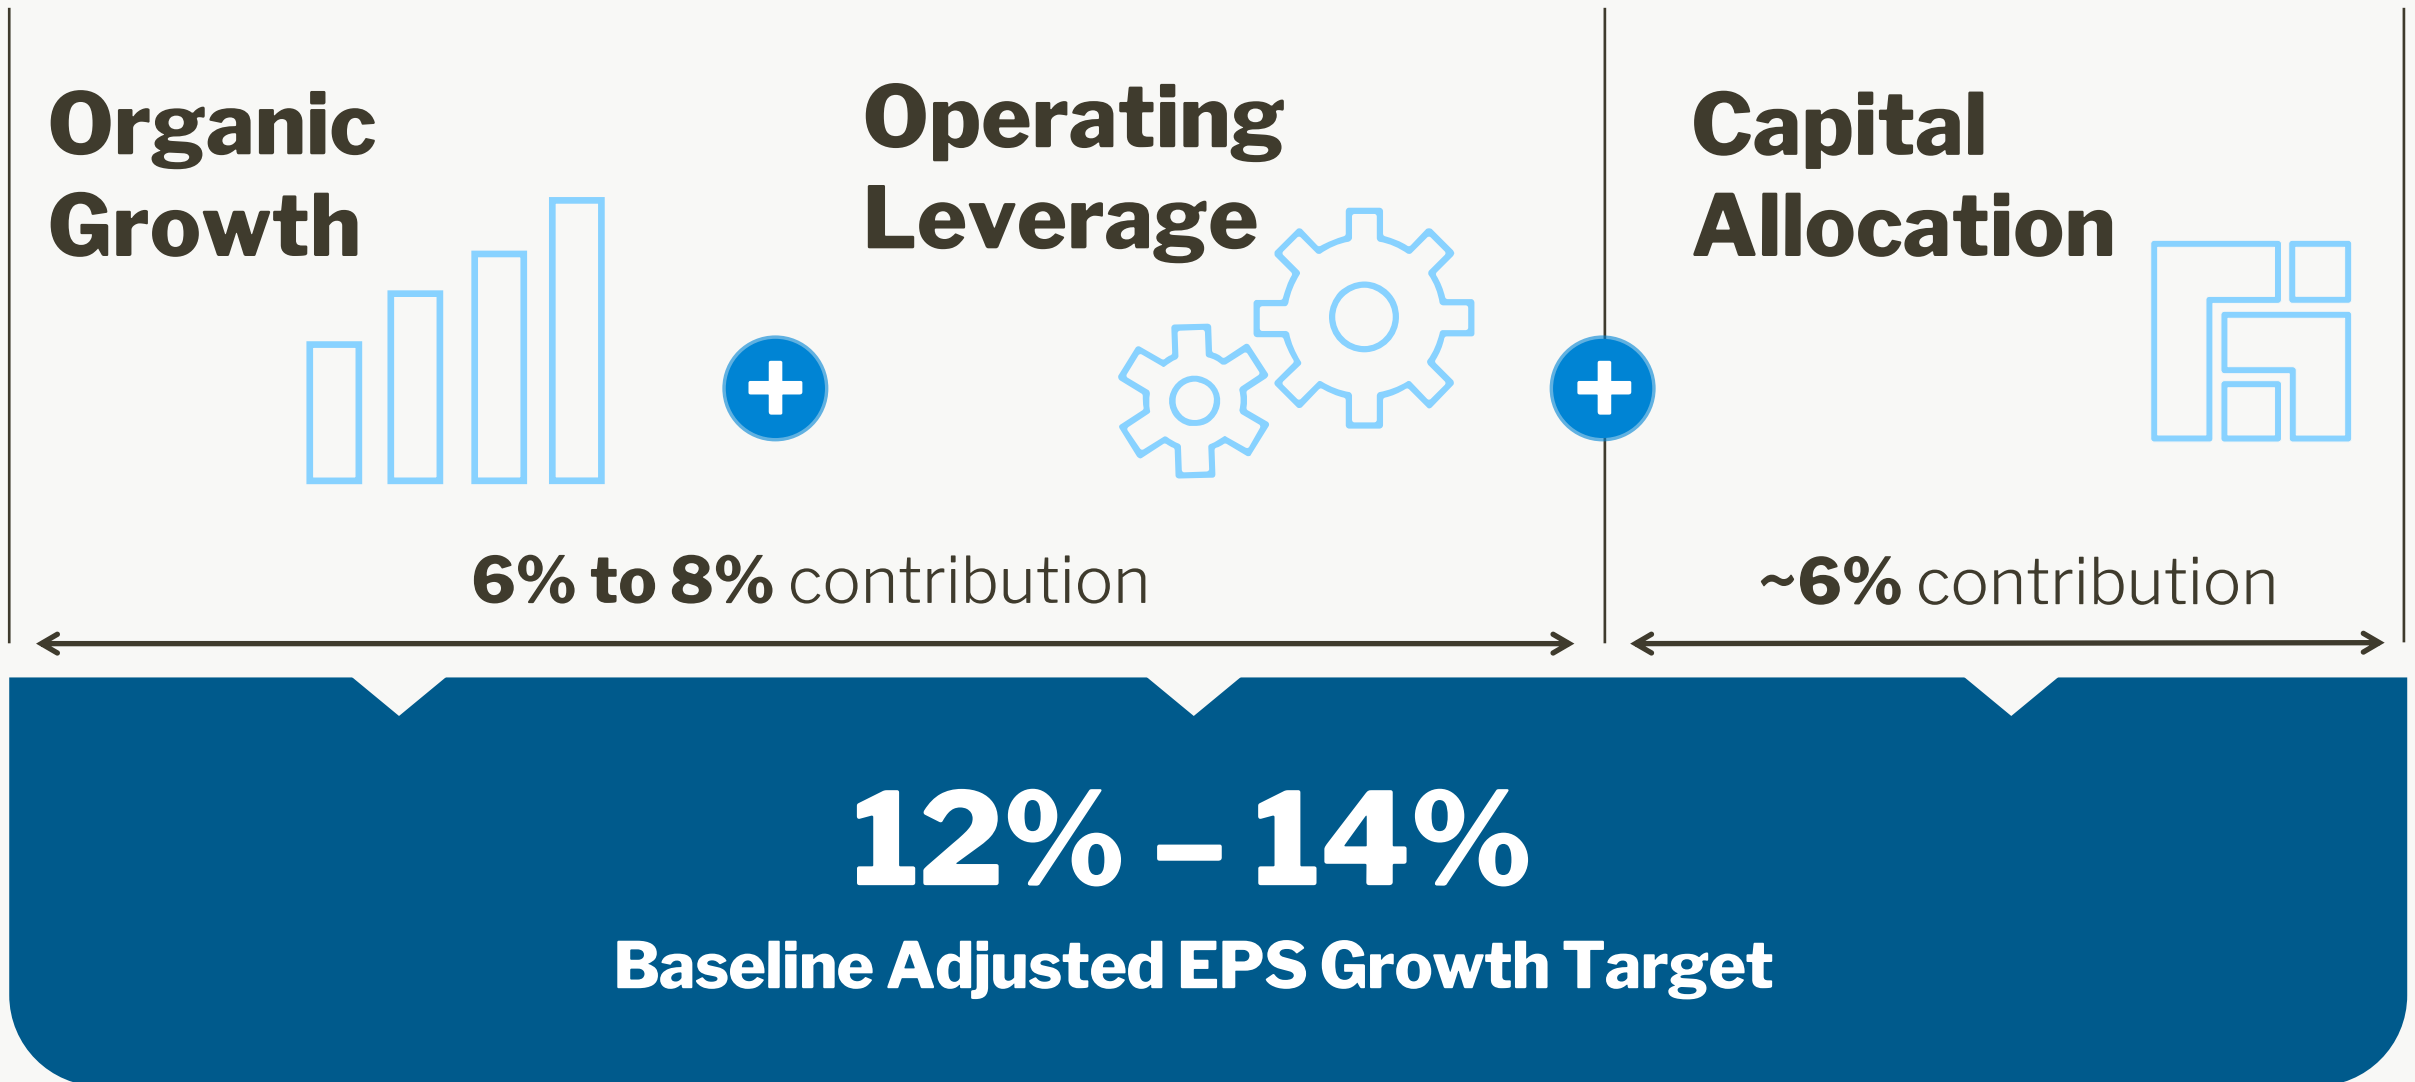 Organic
Growth
Operating
Leverage
Capital
Allocation
6% to 8% contribution
~6% contribution
12% – 14%
Baseline Adjusted EPS Growth Target